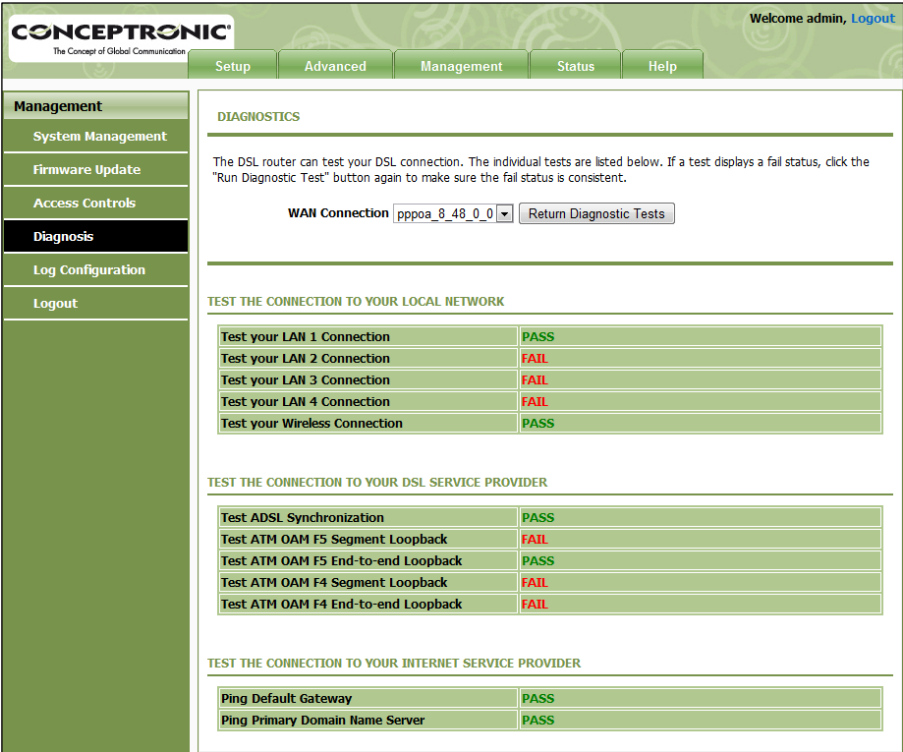 CONCEPTRONIC®
The Concept of Global Communication
Welcome admin, Logout
Setup
Advanced
Management
Status
Help
Management
System Management
Firmware Update
Access Controls
Diagnosis
Log Configuration
Logout
DIAGNOSTICS
The DSL router can test your DSL connection. The individual tests are listed below. If a test displays a fail status, click the
"Run Diagnostic Test" button again to make sure the fail status is consistent.
WAN Connection pppoa_8_48_0_0 Return Diagnostic Tests
TEST THE CONNECTION TO YOUR LOCAL NETWORK
Test your LAN 1 Connection PASS
Test your LAN 2 Connection FAIL
Test your LAN 3 Connection FAIL
Test your LAN 4 Connection FAIL
Test your Wireless Connection PASS
TEST THE CONNECTION TO YOUR DSL SERVICE PROVIDER
Test ADSL Synchronization PASS
Test ATM OAM F5 Segment Loopback FAIL
Test ATM OAM F5 End-to-end Loopback PASS
Test ATM OAM F4 Segment Loopback FAIL
Test ATM OAM F4 End-to-end Loopback FAIL
TEST THE CONNECTION TO YOUR INTERNET SERVICE PROVIDER
Ping Default Gateway PASS
Ping Primary Domain Name Server PASS